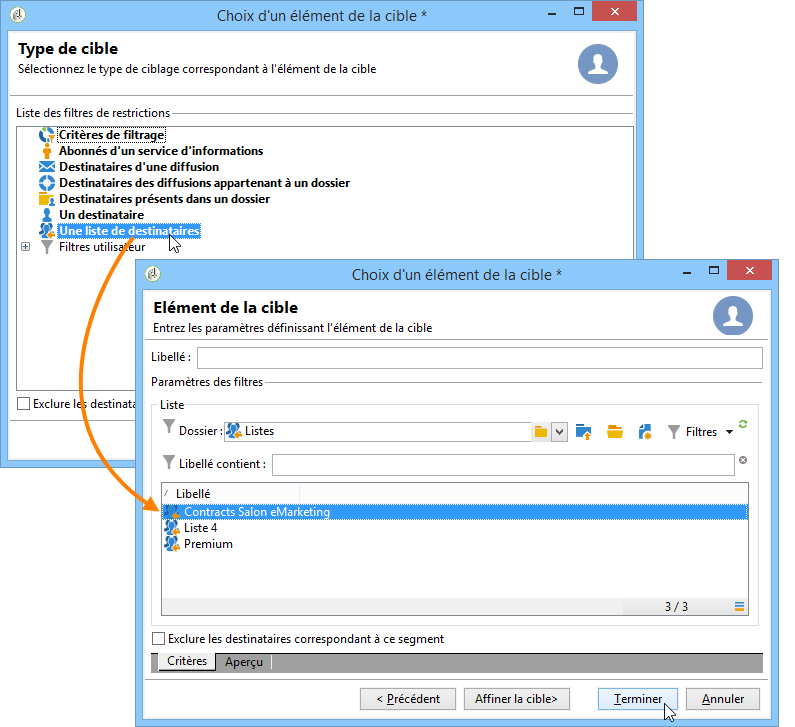 Choix d'un élément de la cible *
Type de cible
Sélectionnez le type de ciblage correspondant à l'élément de la cible
Liste des filtres de restrictions
Critères de filtrage
Abonnés d'un service d'informations
Destinataires d'une diffusion
Destinataires des diffusions appartenant à un dossier
Destinataires présents dans un dossier
Un destinataire
Une liste de destinataires
Filtres utilisateur
Exclure les destinata
Choix d'un élément de la cible *
Elément de la cible
Entrez les paramètres définissant l'élément de la cible
Libellé :
Paramètres des filtres
Liste
Dossier : Listes Filtres
Libellé contient :
Libellé
Contracts Salon eMarketing
Liste 4
Premium
3 / 3
Exclure les destinataires correspondant à ce segment
Critères Aperçu
< Précédent Affiner la cible> Terminer Annuler